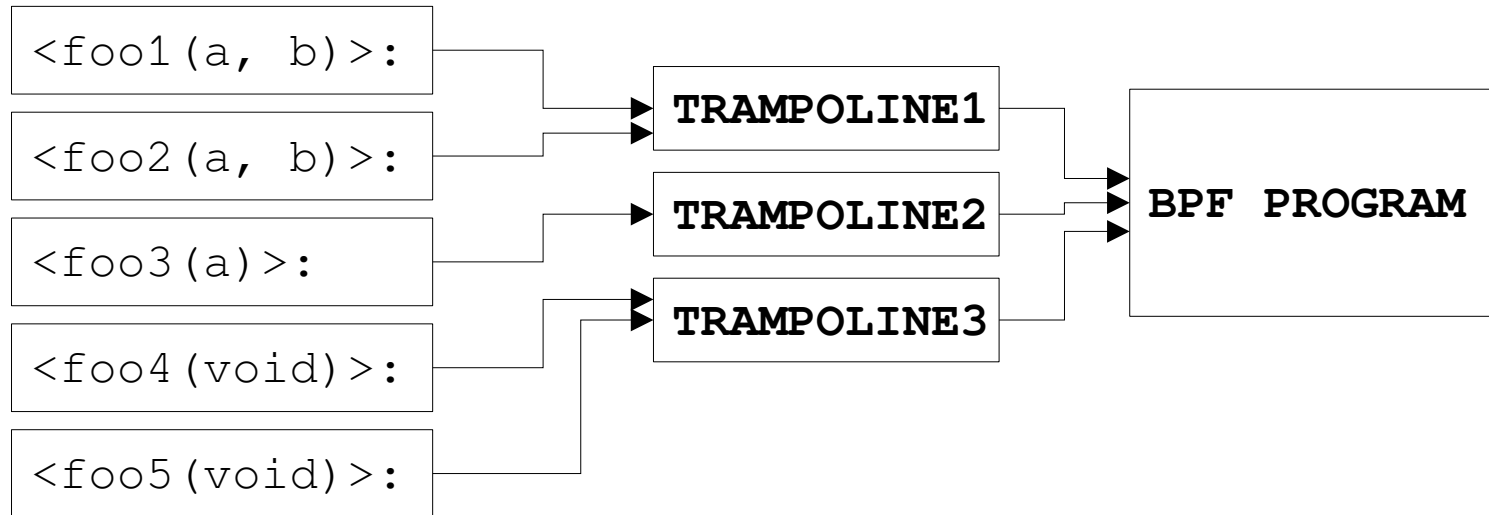 <foo1(a, b)>:
<foo2(a, b)>:
<foo3(a)>:
<foo4(void)>:
<foo5(void)>:
TRAMPOLINE1
TRAMPOLINE2
TRAMPOLINE3
BPF PROGRAM